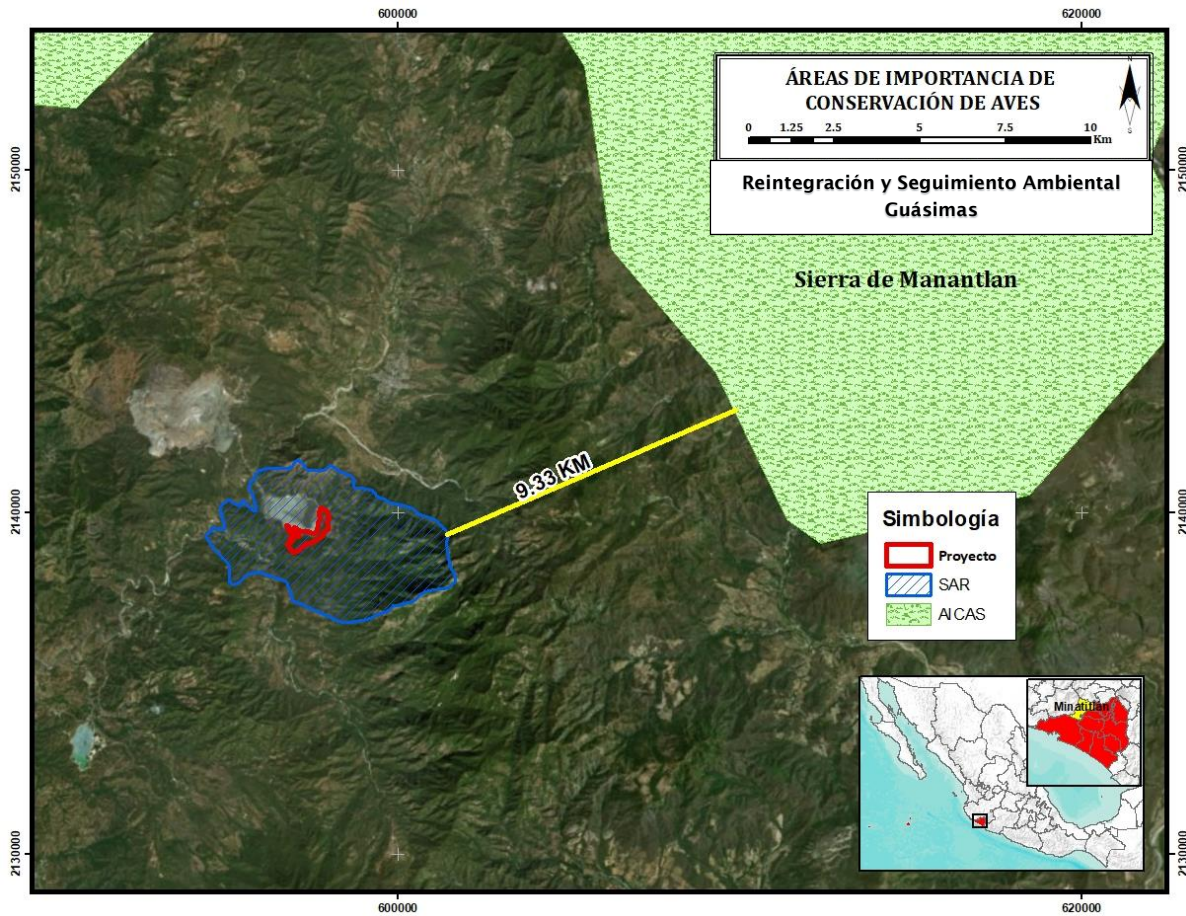 600000
620000
ÁREAS DE IMPORTANCIA DE
CONSERVACIÓN DE AVES
N
S
0 1.25 2.5 5 7.5 10
Km
Reintegración y Seguimiento Ambiental
Guásimas
2150000
2150000
Sierra de Manantlan
9.33 KM
2140000
2140000
Simbología
Proyecto
SAR
AICAS
Minatitlán
2130000
2130000
600000
620000